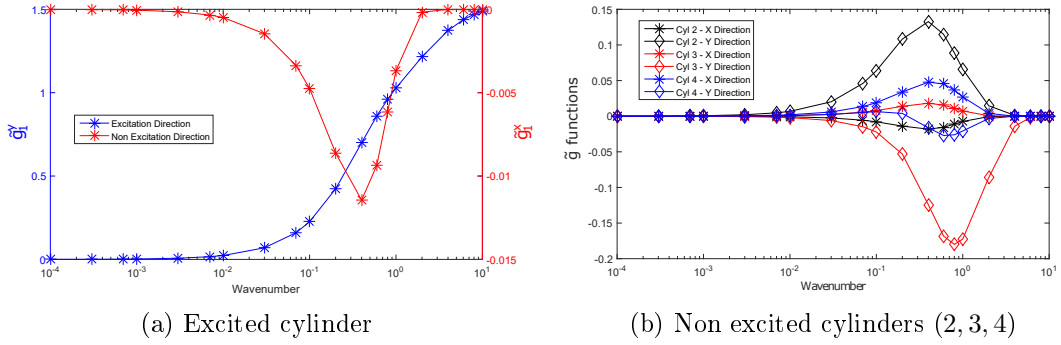 1.5
1
0.5
0
0
-0.005
-0.01
-0.015
10^-4
10^-3
10^-2
10^-1
10^0
10^1
Wavenumber
Excitation Direction
Non Excitation Direction
(a) Excited cylinder
0.15
0.1
0.05
0
-0.05
-0.1
-0.15
-0.2
g̃ functions
Cyl 2 - X Direction
Cyl 2 - Y Direction
Cyl 3 - X Direction
Cyl 3 - Y Direction
Cyl 4 - X Direction
Cyl 4 - Y Direction
10^-4
10^-3
10^-2
10^-1
10^0
10^1
Wavenumber
(b) Non excited cylinders (2, 3, 4)